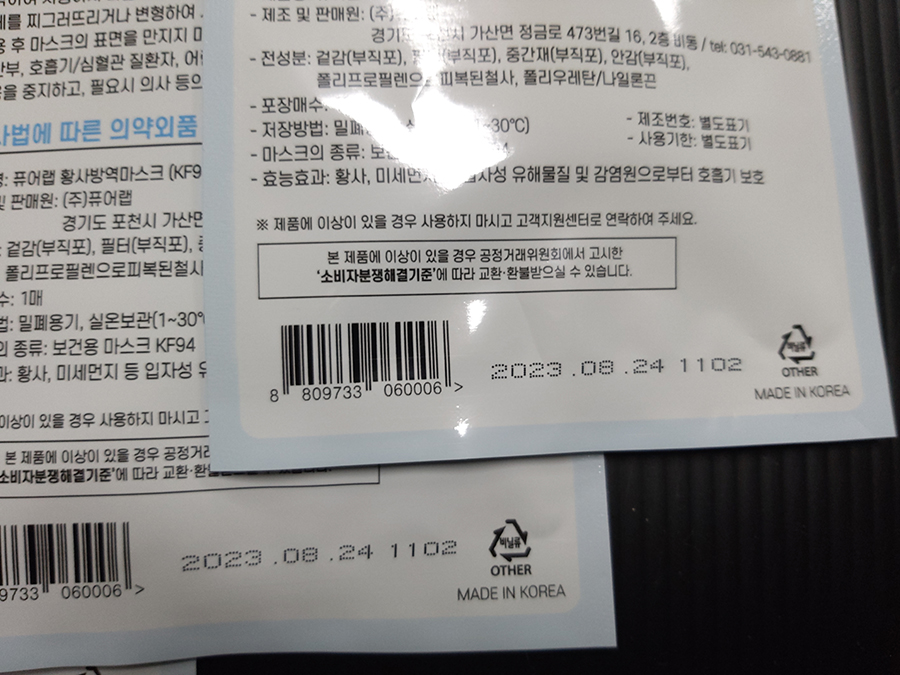 제를 찌그러뜨리거나 변형하여
용 후 마스크의 표면을 만지지
호흡기/심혈관 질환자,
중지하고, 필요시 의사 등의
사법에 따른 의약외품
명: 퓨어랩 황사방역마스크 (KF9
및 판매원: (주)퓨어랩
경기도 포천시 가산면
겉감(부직포), 필터(부직포),
폴리프로필렌으로피복된철사
수: 1매
법: 밀폐용기, 실온보관(1~30℃
의 종류: 보건용 마스크 KF94
과: 황사, 미세먼지 등 입자성
이상이 있을 경우 사용하지 마시고
본 제품에 이상이 있을 경우 공정거래
소비자분쟁해결기준'에 따라 교환·환불
9733 060006 >
2023.08.24 1102
비닐류
OTHER
MADE IN KOREA
- 제조 및 판매원: (주)
경기도 포천시 가산면 정금로 473번길 16, 2층 비동 / tel: 031-543-0881
- 전성분: 겉감(부직포), 중간재(부직포), 안감(부직포),
폴리프로필렌으로피복된철사, 폴리우레탄/나일론끈
- 포장매수:
- 저장방법: 밀폐 ~30℃)
- 제조번호: 별도표기
- 마스크의 종류:
- 사용기한: 별도표기
- 효능효과: 황사, 미세먼지 입자성 유해물질 및 감염원으로부터 호흡기 보호
※ 제품에 이상이 있을 경우 사용하지 마시고 고객지원센터로 연락하여 주세요.
본 제품에 이상이 있을 경우 공정거래위원회에서 고시한
'소비자분쟁해결기준'에 따라 교환·환불받으실 수 있습니다.
8 809733 060006 >
2023.08.24 1102
비닐류
OTHER
MADE IN KOREA